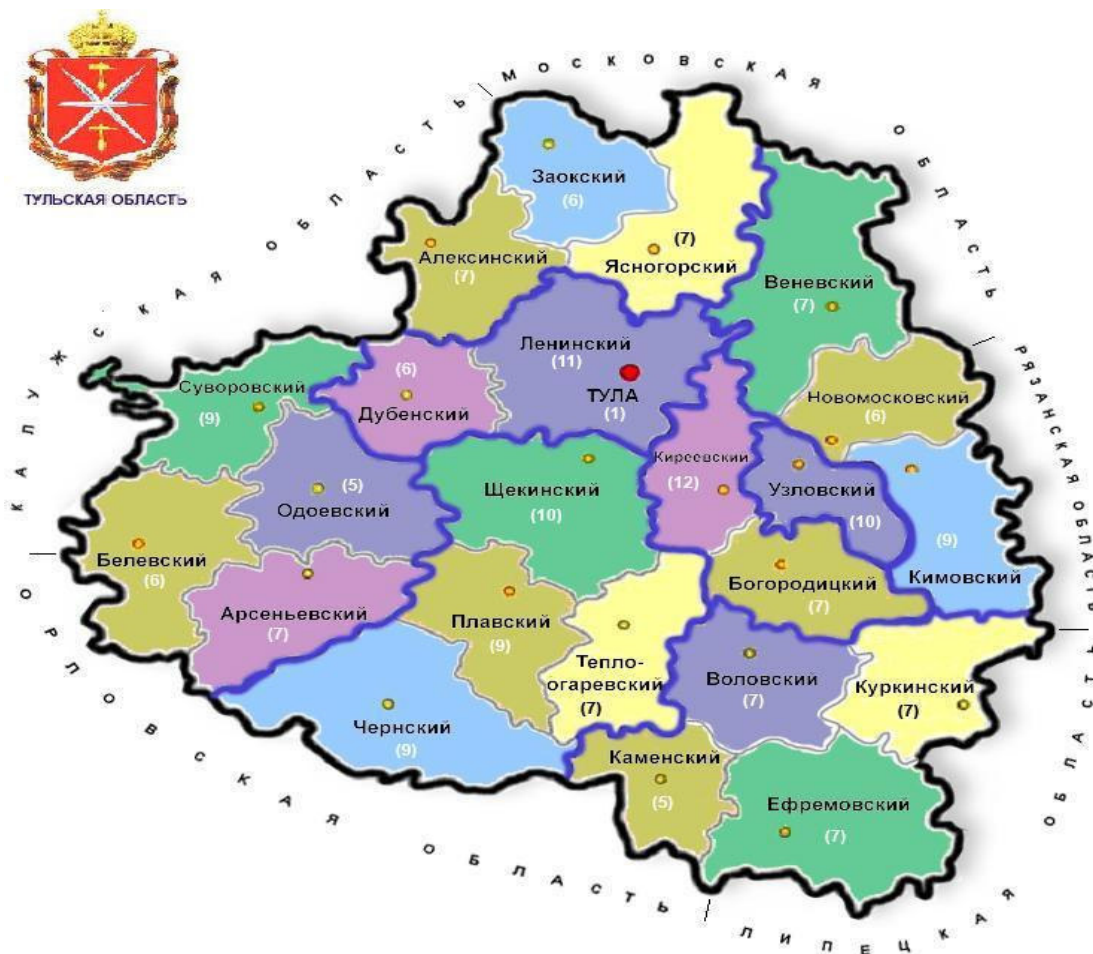 МОСКОВСКАЯ ОБЛАСТЬ
КАЛУЖСКАЯ ОБЛАСТЬ
ТУЛЬСКАЯ ОБЛАСТЬ
Заокский
(6)
(7)
Ясногорский
Алексинский
(7)
Веневский
(7)
Ленинский
(11)
ТУЛА
(1)
РЯЗАНСКАЯ ОБЛАСТЬ
Суворовский
(9)
(6)
Дубенский
Новомосковский
(6)
Киреевский
(12)
Узловский
(10)
(5)
Одоевский
Щекинский
(10)
(9)
Кимовский
Белевский
(6)
Богородицкий
(7)
Арсеньевский
(7)
Плавский
(9)
Тепло-
огаревский
(7)
Воловский
(7)
Куркинский
(7)
Чернский
(9)
Каменский
(5)
Ефремовский
(7)
ОРЛОВСКАЯ ОБЛАСТЬ
ЛИПЕЦКАЯ ОБЛАСТЬ